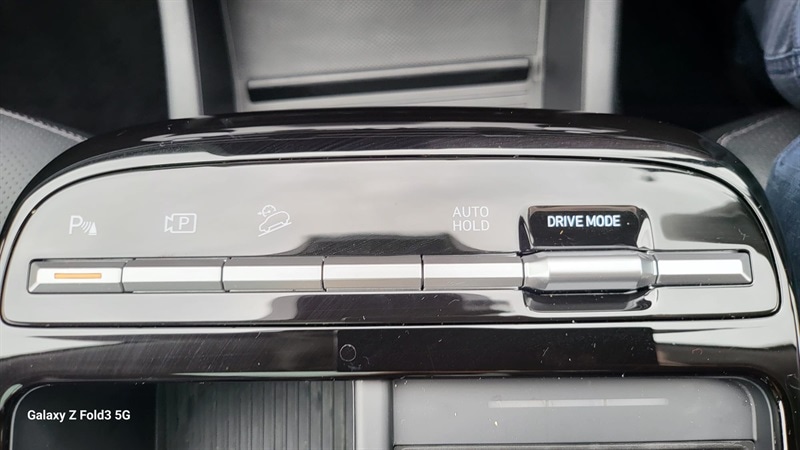 P
P
AUTO
HOLD
DRIVE MODE
Galaxy Z Fold3 5G